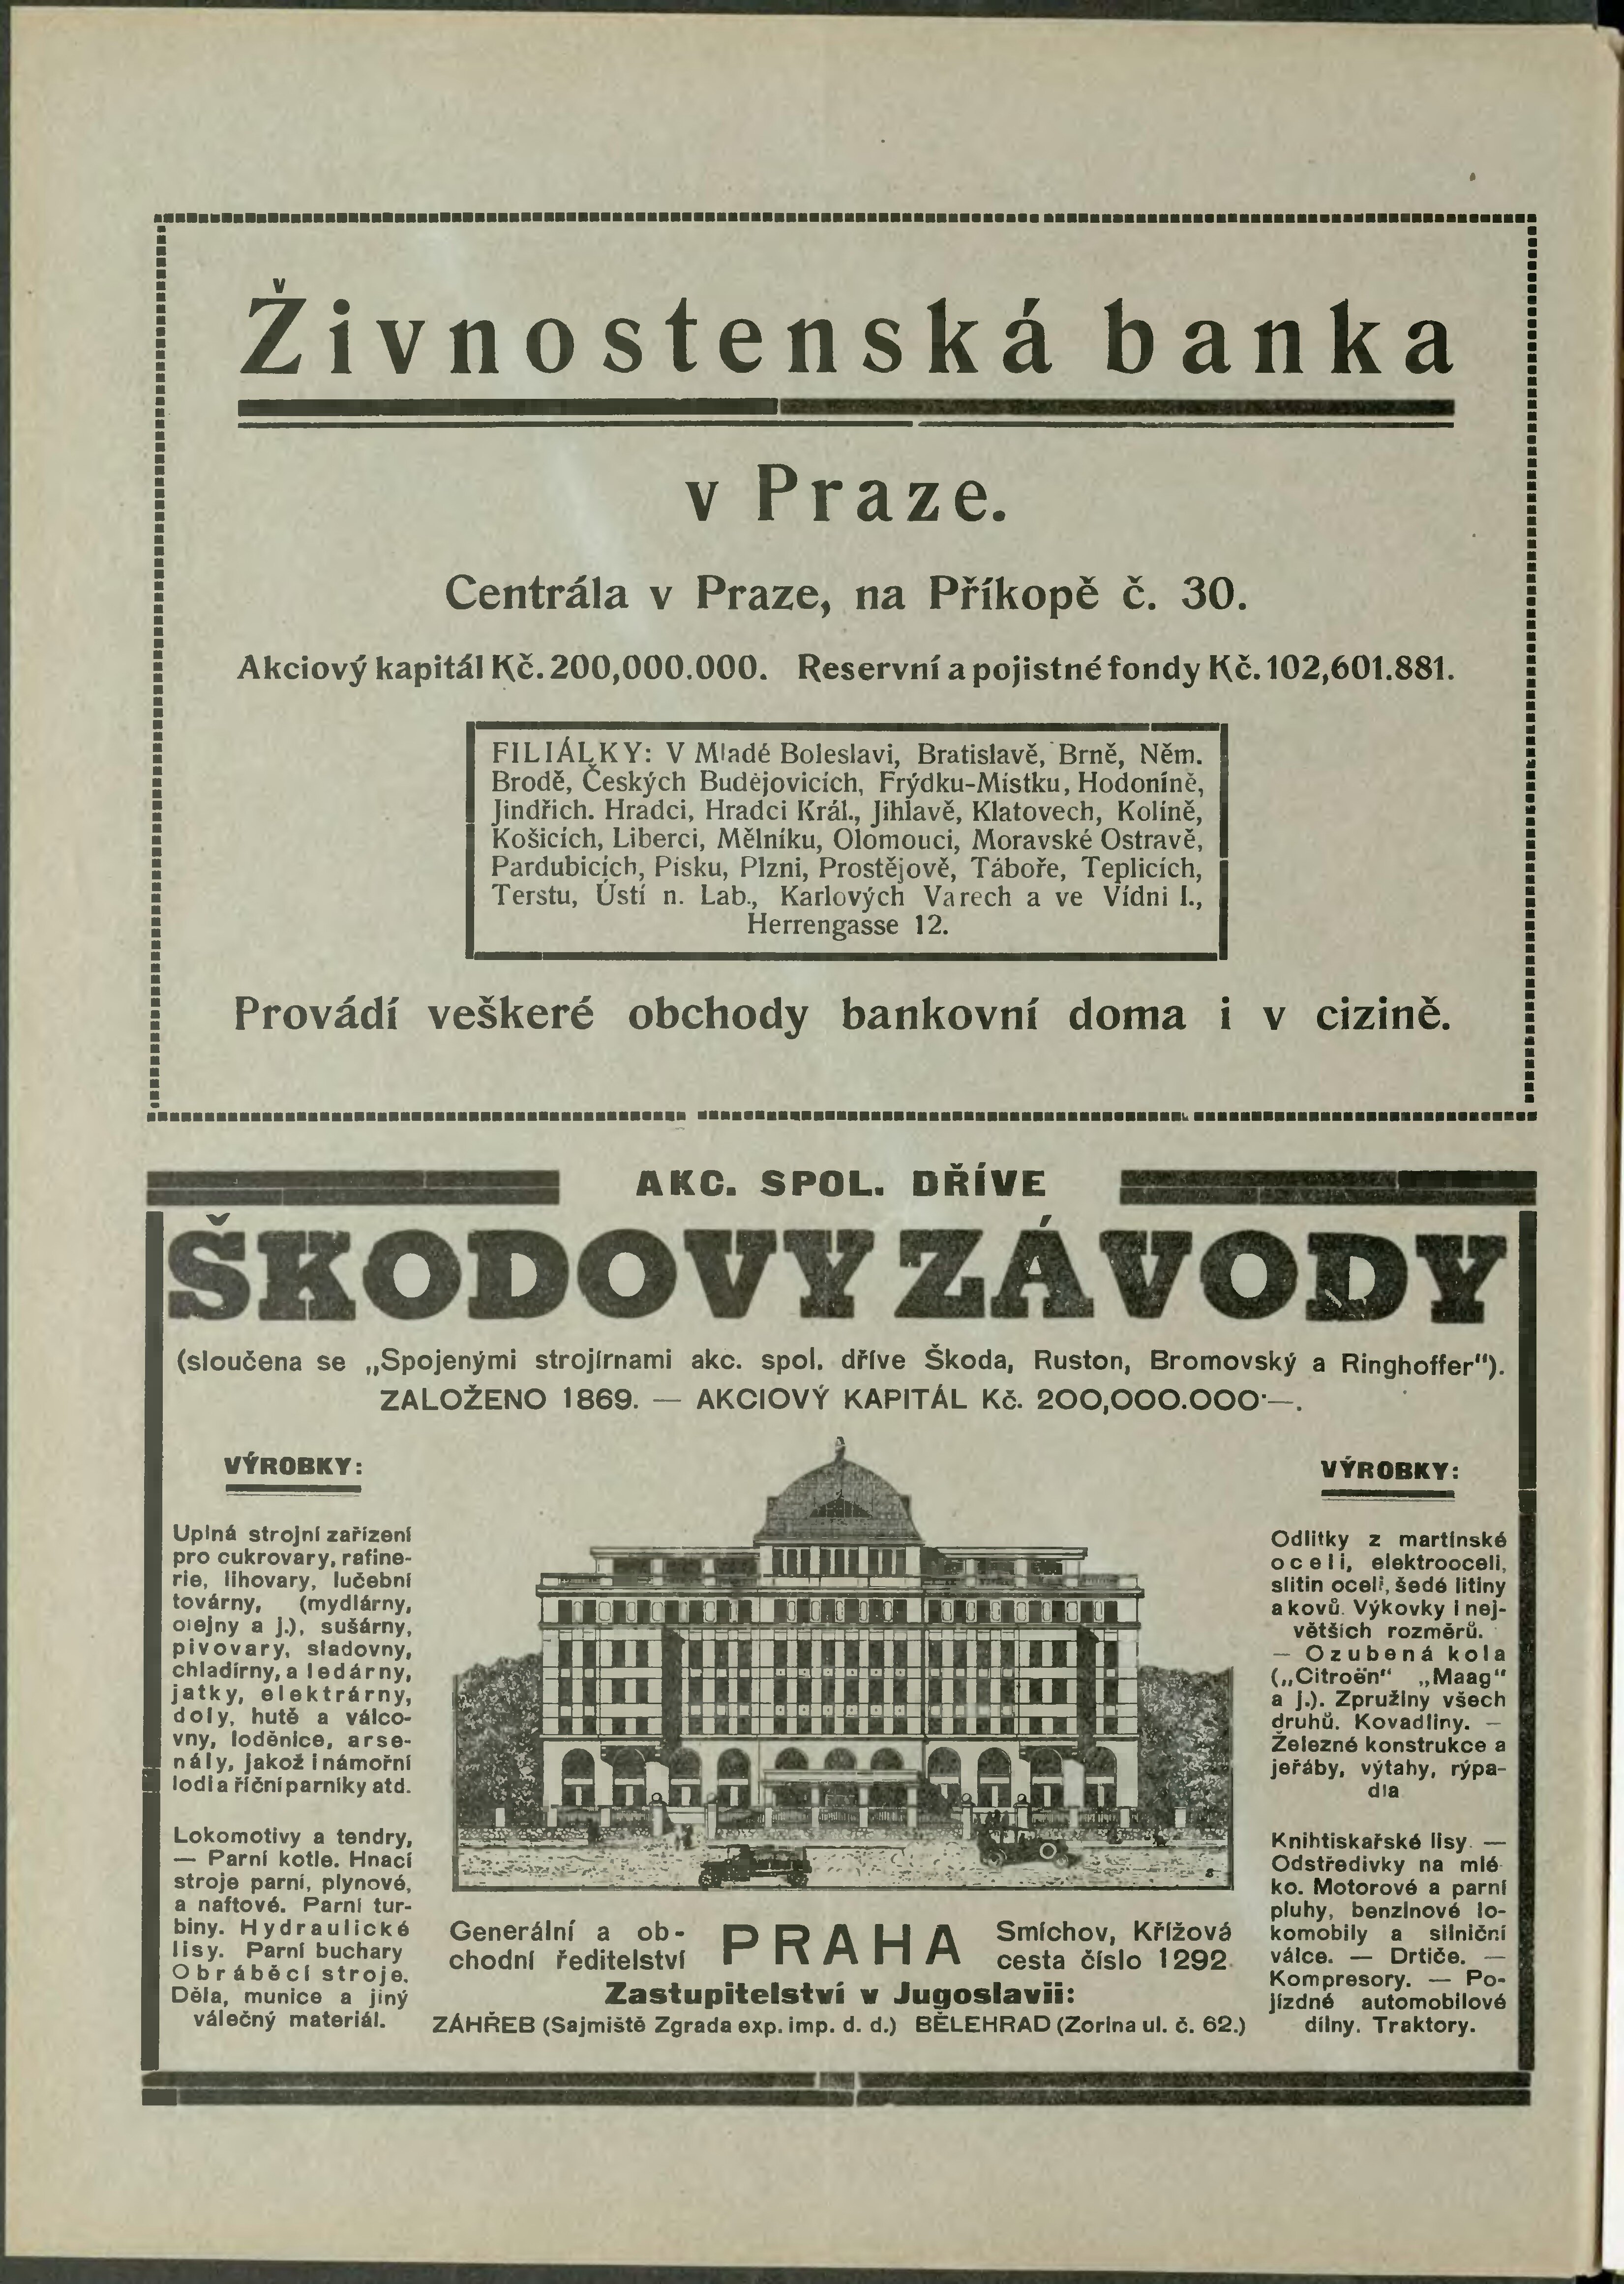 Živnostenská banka
v Praze.
Centrála v Praze, na Příkopě č. 30.
Akciový kapitál Kč. 200,000.000. Reservní a pojistné fondy Kč. 102,601.881.
FILIÁLKY: V Mladé Boleslavi, Bratislavě, Brně, Něm.
Brodě, Českých Budějovicích, Frýdku-Místku, Hodoníně,
Jindřich. Hradci, Hradci Král., Jihlavě, Klatovech, Kolíně,
Košicích, Liberci, Mělníku, Olomouci, Moravské Ostravě,
Pardubicích, Písku, Plzni, Prostějově, Táboře, Teplicích,
Terstu, Ústí n. Lab., Karlových Varech a ve Vídni I.,
Herrengasse 12.
Provádí veškeré obchody bankovní doma i v cizině.
AKC. SPOL. DŘÍVE
ŠKODOVY ZÁVODY
(sloučena se „Spojenými strojírnami akc. spol. dříve Škoda, Ruston, Bromovský a Ringhoffer").
ZALOŽENO 1869. — AKCIOVÝ KAPITÁL Kč. 200,000.000·—.
VÝROBKY:
Uplná strojní zařízení
pro cukrovary, rafine-
rie, lihovary, lučební
továrny, (mydlárny,
olejny a j.), sušárny,
pivovary, sladovny,
chladírny, a ledárny,
jatky, elektrárny,
doly, hutě a válco-
vny, loděnice, arse-
nály, jakož i námořní
lodi a říční parníky atd.
Lokomotivy a tendry,
— Parní kotle. Hnací
stroje parní, plynové,
a naftové. Parní tur-
biny. Hydraulické
lisy. Parní buchary
Obráběcí stroje.
Děla, munice a jiný
válečný materiál.
Generální a ob-
chodní ředitelství
PRAHA
Smíchov, Křížová
cesta číslo 1292.
Zastupitelství v Jugoslavii:
ZÁHŘEB (Sajmiště Zgrada exp. imp. d. d.) BĚLEHRAD (Zorina ul. č. 62.)
VÝROBKY:
Odlitky z martinské
oceli, elektrooceli,
slitin oceli, šedé litiny
a kovů. Výkovky i nej-
větších rozměrů.
— Ozubená kola
(„Citroën" „Maag"
a j.). Zpružiny všech
druhů. Kovadliny. —
Železné konstrukce a
jeřáby, výtahy, rýpa-
dla
Knihtiskařské lisy. —
Odstředivky na mlé-
ko. Motorové a parní
pluhy, benzinové lo-
komobily a silniční
válce. — Drtiče. —
Kompresory. — Po-
jízdné automobilové
dílny. Traktory.